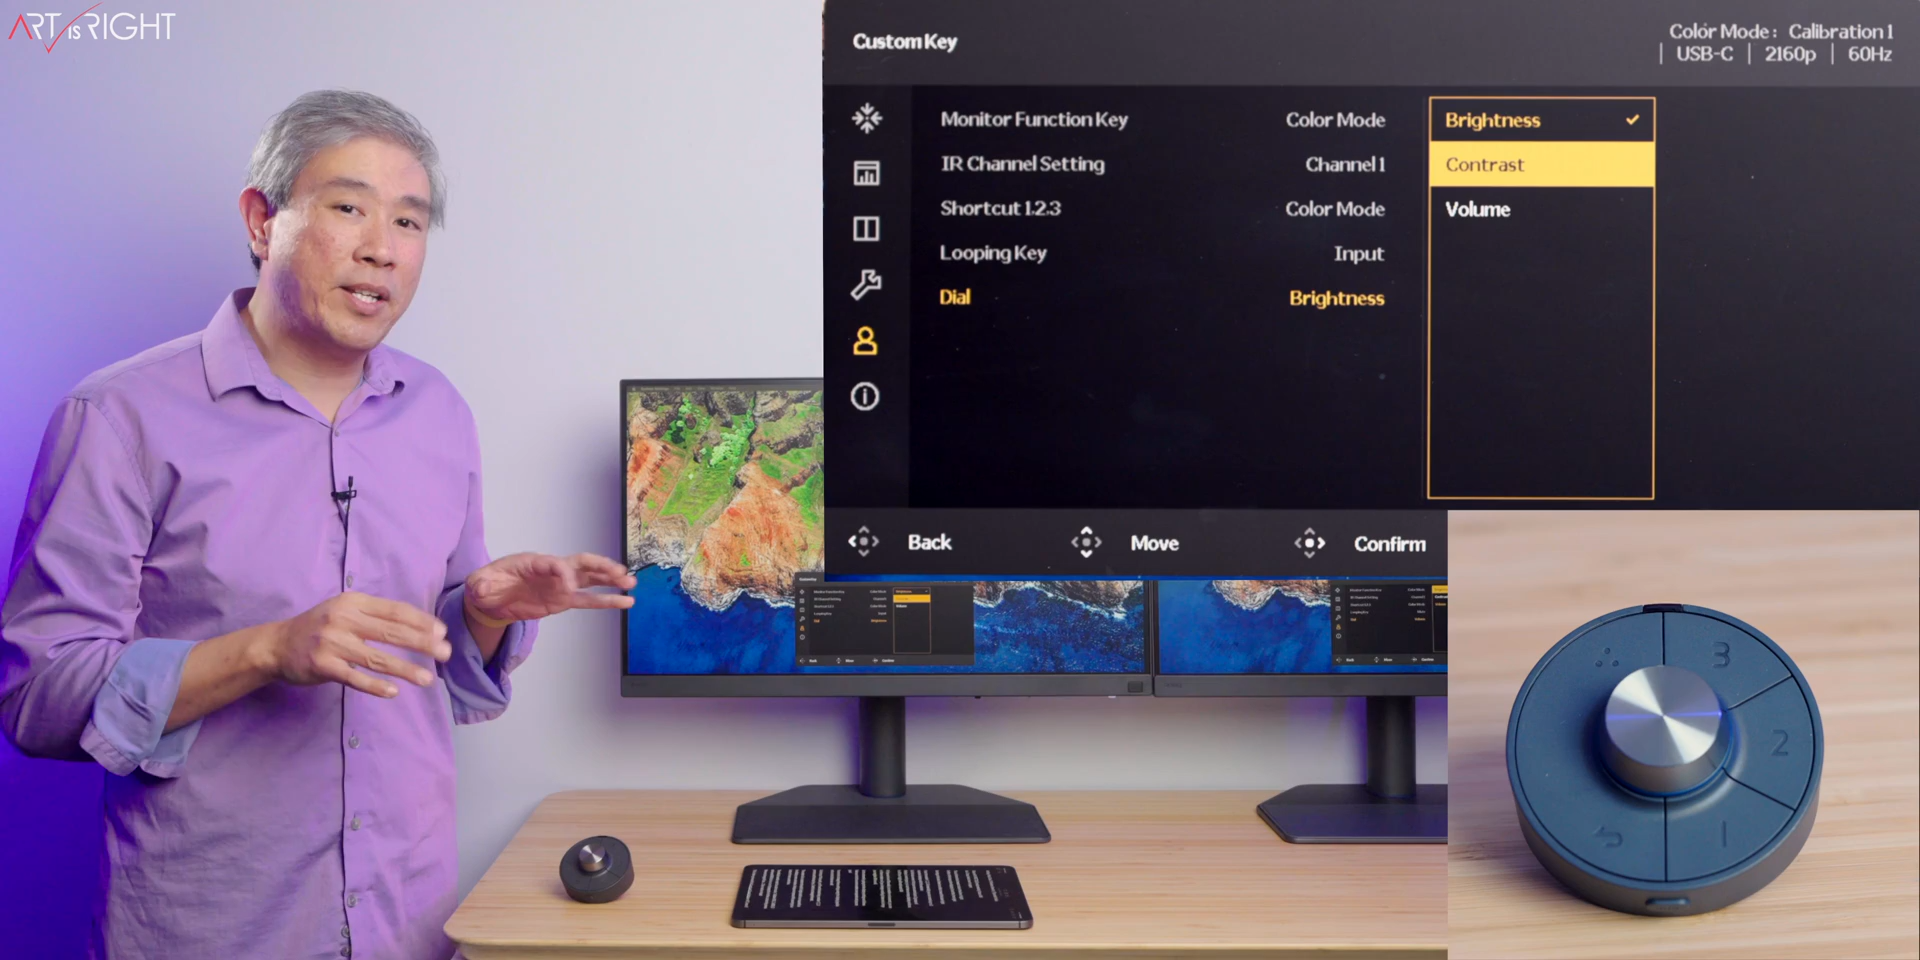 ART IS RIGHT
Custom Key
Color Mode: Calibration 1
| USB-C | 2160p | 60Hz
Monitor Function Key Color Mode
IR Channel Setting Channel 1
Shortcut 1.2.3 Color Mode
Looping Key Input
Dial Brightness
Brightness
Contrast
Volume
Back Move Confirm
3
2
1